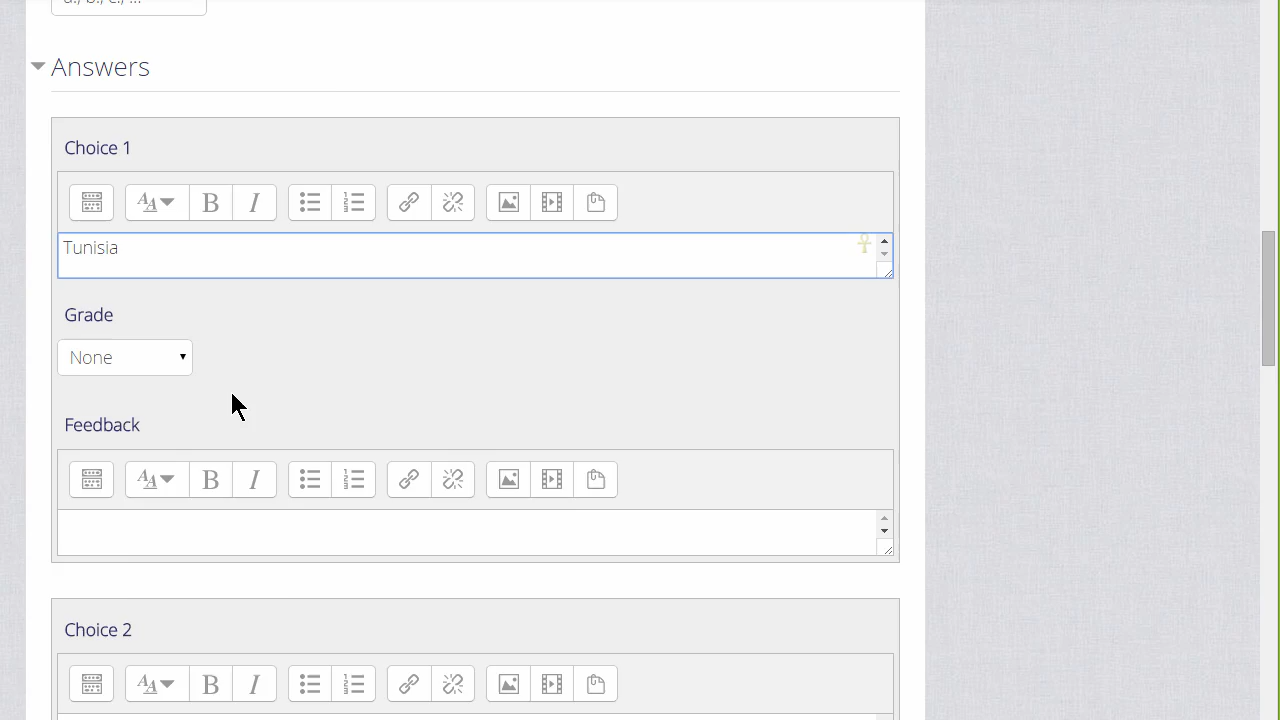 a., b., c., ...
Answers
Choice 1
Tunisia
Grade
None
Feedback
Choice 2